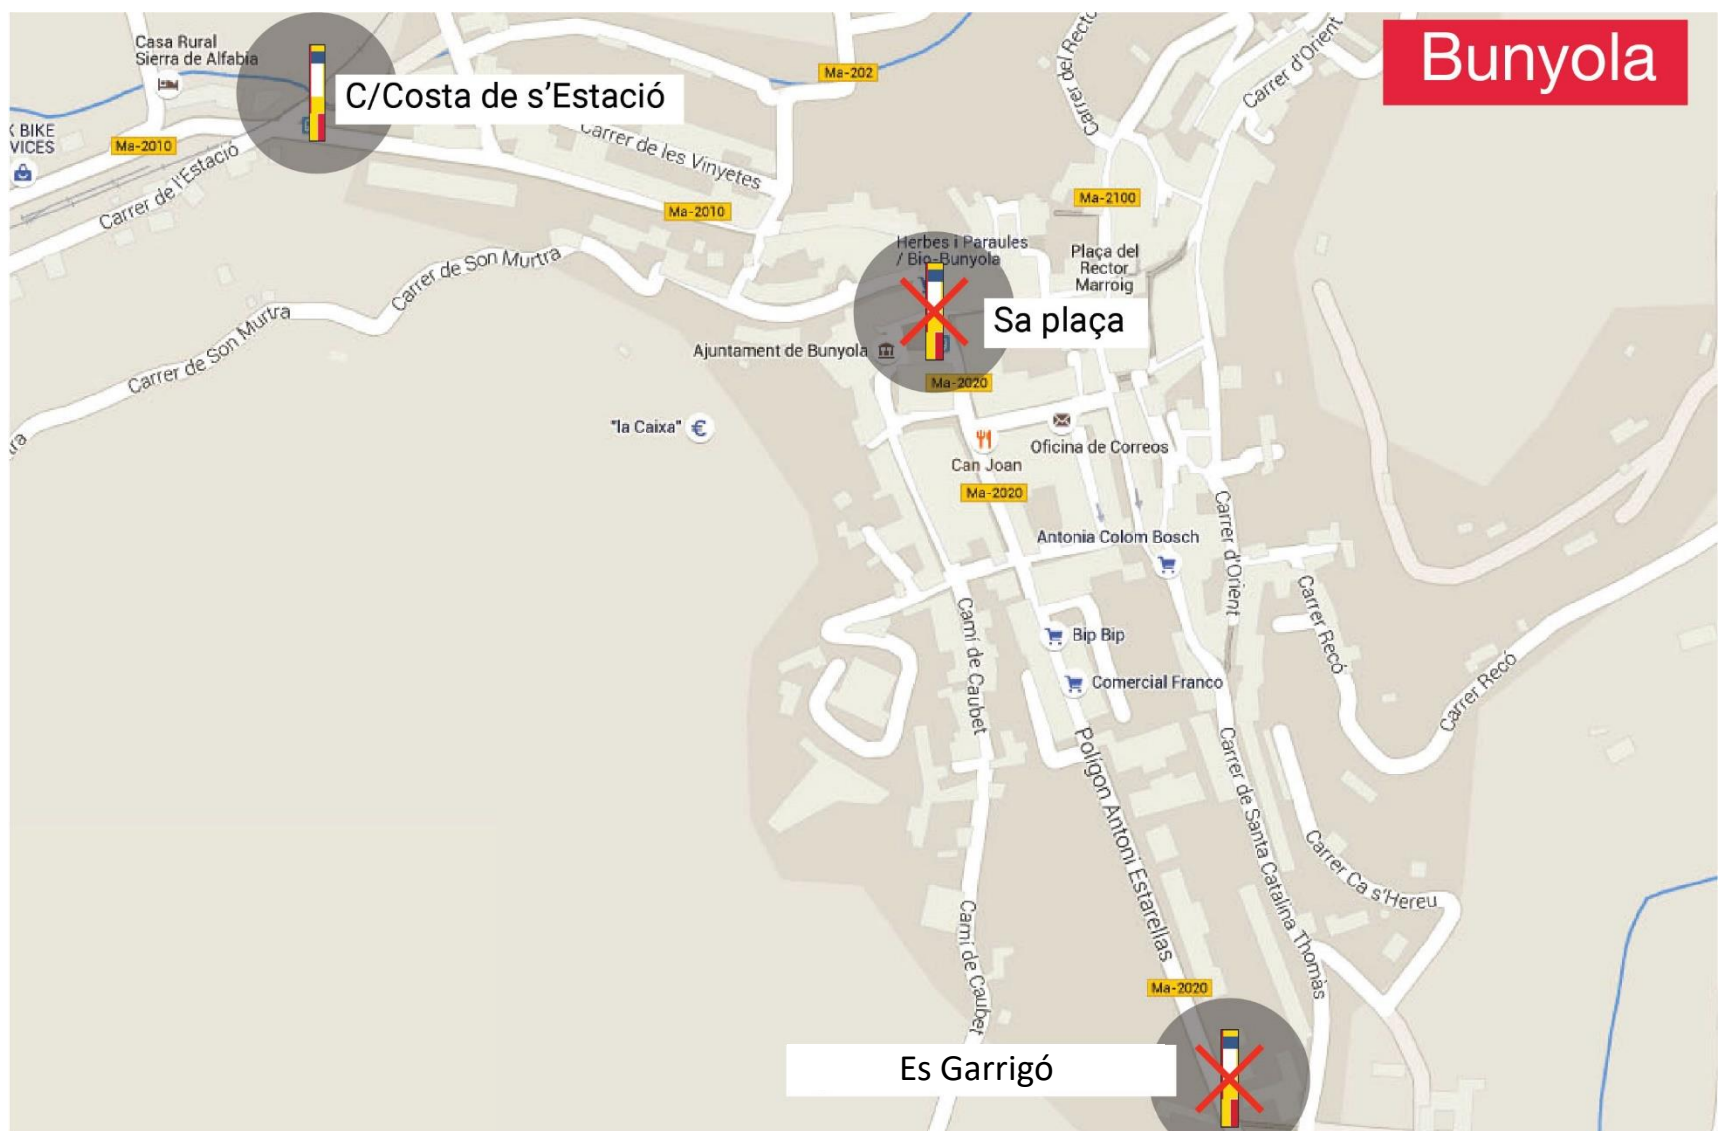 Bunyola
Casa Rural
Sierra de Alfabia
C/Costa de s'Estació
Ma-202
Carrer del Recto
Carrer d'Orient
K BIKE
VICES
Ma-2010
Carrer de l'Estació
Carrer de les Vinyetes
Ma-2010
Ma-2100
Carrer de Son Murtra
Carrer de Son Murtra
tra
Herbes i Paraules
/ Bio-Bunyola
Plaça del
Rector
Marroig
Sa plaça
Ajuntament de Bunyola
Ma-2020
"la Caixa"
€
Can Joan
Oficina de Correos
Ma-2020
Antonia Colom Bosch
Carrer d'Orient
Camí de Caubet
Bip Bip
Comercial Franco
Carrer Recó
Carrer Recó
Polígon Antoni Estarellas
Carrer de Santa Catalina Thomàs
Carrer Ca s'Hereu
Camí de Caubet
Ma-2020
Es Garrigó